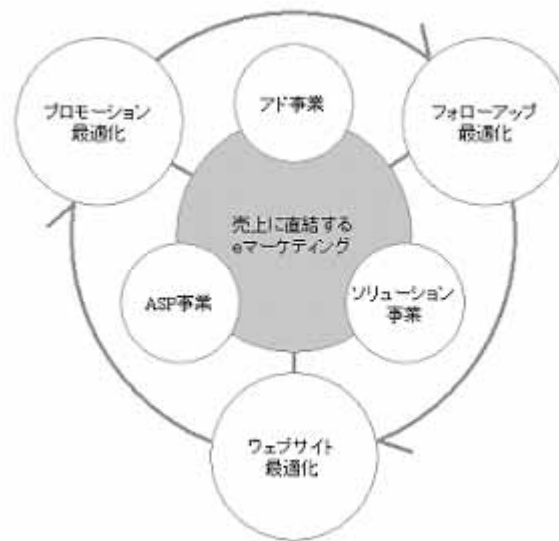 アド事業
プロモーション
最適化
フォローアップ
最適化
売上に直結する
eマーケティング
ASP事業
ソリューション
事業
ウェブサイト
最適化